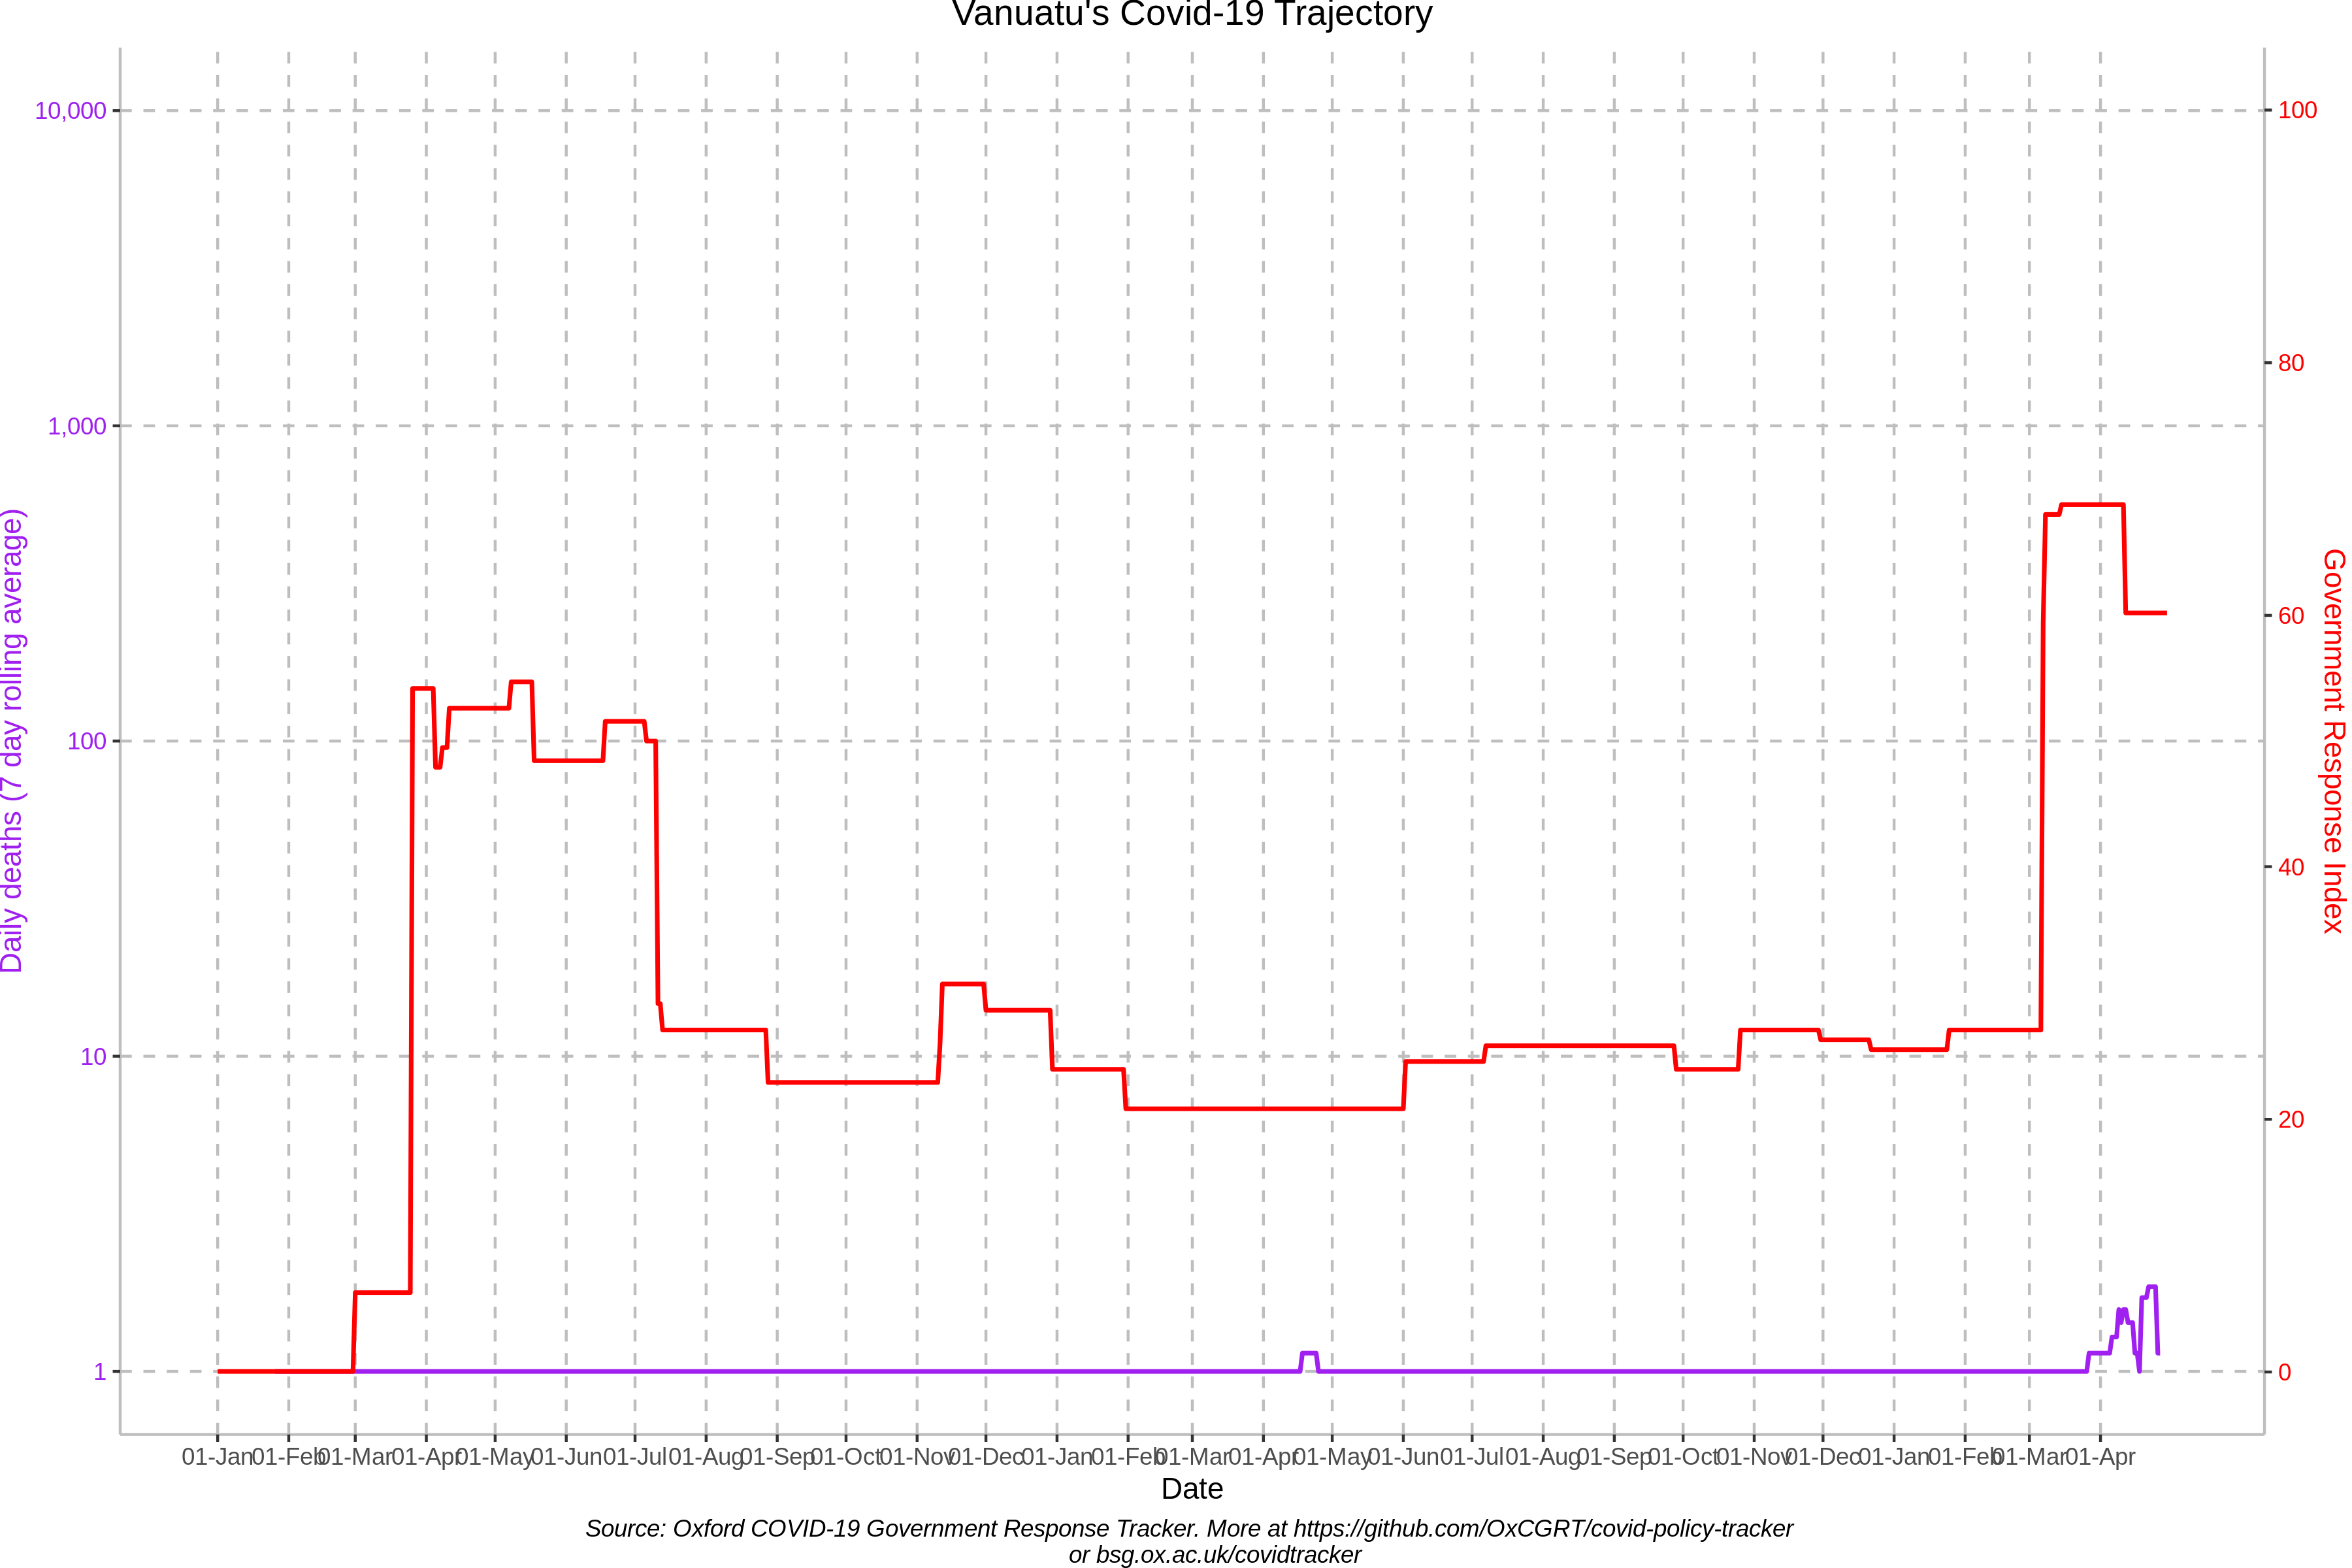 Vanuatu's Covid-19 Trajectory
10,000
1,000
100
10
1
Daily deaths (7 day rolling average)
100
80
60
40
20
0
Government Response Index
01-Jan 01-Feb 01-Mar 01-Apr 01-May 01-Jun 01-Jul 01-Aug 01-Sep 01-Oct 01-Nov 01-Dec 01-Jan 01-Feb 01-Mar 01-Apr 01-May 01-Jun 01-Jul 01-Aug 01-Sep 01-Oct 01-Nov 01-Dec 01-Jan 01-Feb 01-Mar 01-Apr
Date
Source: Oxford COVID-19 Government Response Tracker. More at https://github.com/OxCGRT/covid-policy-tracker
or bsg.ox.ac.uk/covidtracker